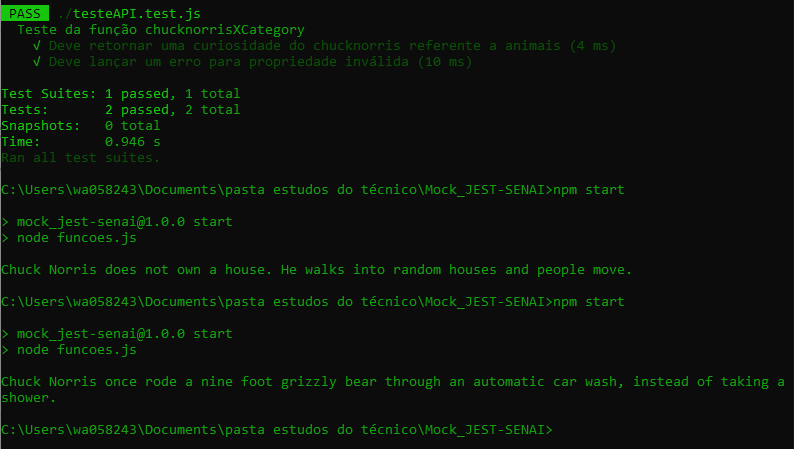 PASS ./testeAPI.test.js
Teste da função chucknorrisXCategory
√ Deve retornar uma curiosidade do chucknorris referente a animais (4 ms)
√ Deve lançar um erro para propriedade inválida (10 ms)
Test Suites: 1 passed, 1 total
Tests: 2 passed, 2 total
Snapshots: 0 total
Time: 0.946 s
Ran all test suites.
C:\Users\wa058243\Documents\pasta estudos do técnico\Mock_JEST-SENAI>npm start
> mock_jest-senai@1.0.0 start
> node funcoes.js
Chuck Norris does not own a house. He walks into random houses and people move.
C:\Users\wa058243\Documents\pasta estudos do técnico\Mock_JEST-SENAI>npm start
> mock_jest-senai@1.0.0 start
> node funcoes.js
Chuck Norris once rode a nine foot grizzly bear through an automatic car wash, instead of taking a
shower.
C:\Users\wa058243\Documents\pasta estudos do técnico\Mock_JEST-SENAI>